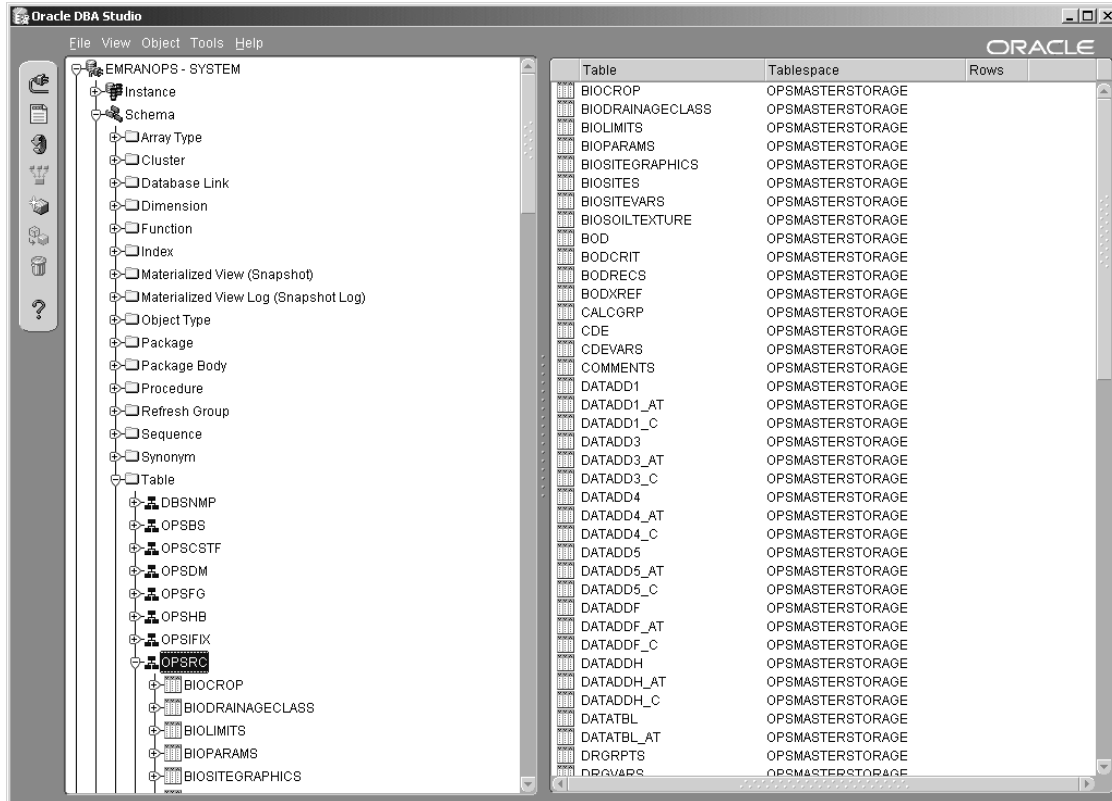 Oracle DBA Studio
File View Object Tools Help
ORACLE
EMRANOPS - SYSTEM
Instance
Schema
Array Type
Cluster
Database Link
Dimension
Function
Index
Materialized View (Snapshot)
Materialized View Log (Snapshot Log)
Object Type
Package
Package Body
Procedure
Refresh Group
Sequence
Synonym
Table
DBSNMP
OPSBS
OPSCSTF
OPSDM
OPSFG
OPSHB
OPSIFIX
OPSRC
BIOCROP
BIODRAINAGECLASS
BIOLIMITS
BIOPARAMS
BIOSITEGRAPHICS
Table Tablespace Rows
BIOCROP OPSMASTERSTORAGE
BIODRAINAGECLASS OPSMASTERSTORAGE
BIOLIMITS OPSMASTERSTORAGE
BIOPARAMS OPSMASTERSTORAGE
BIOSITEGRAPHICS OPSMASTERSTORAGE
BIOSITES OPSMASTERSTORAGE
BIOSITEVARS OPSMASTERSTORAGE
BIOSOILTEXTURE OPSMASTERSTORAGE
BOD OPSMASTERSTORAGE
BODCRIT OPSMASTERSTORAGE
BODRECS OPSMASTERSTORAGE
BODXREF OPSMASTERSTORAGE
CALCGRP OPSMASTERSTORAGE
CDE OPSMASTERSTORAGE
CDEVARS OPSMASTERSTORAGE
COMMENTS OPSMASTERSTORAGE
DATADD1 OPSMASTERSTORAGE
DATADD1_AT OPSMASTERSTORAGE
DATADD1_C OPSMASTERSTORAGE
DATADD3 OPSMASTERSTORAGE
DATADD3_AT OPSMASTERSTORAGE
DATADD3_C OPSMASTERSTORAGE
DATADD4 OPSMASTERSTORAGE
DATADD4_AT OPSMASTERSTORAGE
DATADD4_C OPSMASTERSTORAGE
DATADD5 OPSMASTERSTORAGE
DATADD5_AT OPSMASTERSTORAGE
DATADD5_C OPSMASTERSTORAGE
DATADDF OPSMASTERSTORAGE
DATADDF_AT OPSMASTERSTORAGE
DATADDF_C OPSMASTERSTORAGE
DATADDH OPSMASTERSTORAGE
DATADDH_AT OPSMASTERSTORAGE
DATADDH_C OPSMASTERSTORAGE
DATATBL OPSMASTERSTORAGE
DATATBL_AT OPSMASTERSTORAGE
DRGRPTS OPSMASTERSTORAGE
DRGVARS OPSMASTERSTORAGE